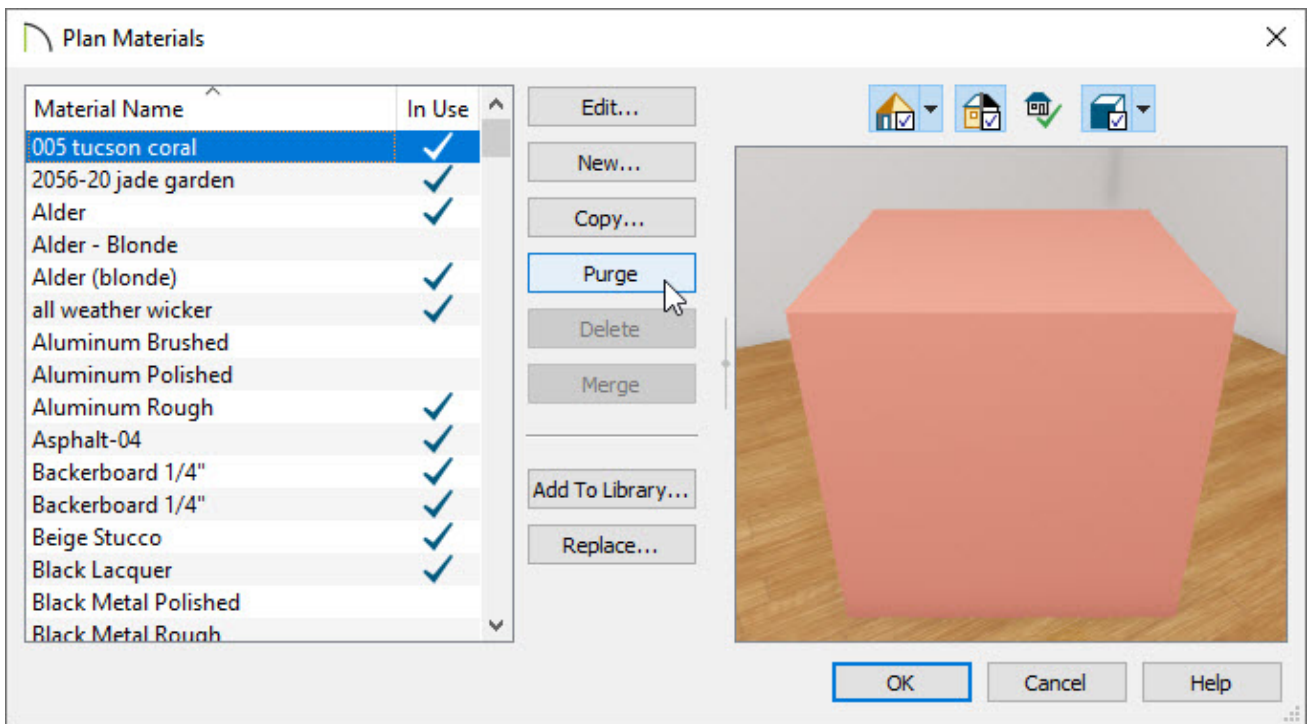 Plan Materials
Material Name In Use
005 tucson coral
2056-20 jade garden
Alder
Alder - Blonde
Alder (blonde)
all weather wicker
Aluminum Brushed
Aluminum Polished
Aluminum Rough
Asphalt-04
Backerboard 1/4"
Backerboard 1/4"
Beige Stucco
Black Lacquer
Black Metal Polished
Black Metal Rough
Edit...
New...
Copy...
Purge
Delete
Merge
Add To Library...
Replace...
OK
Cancel
Help